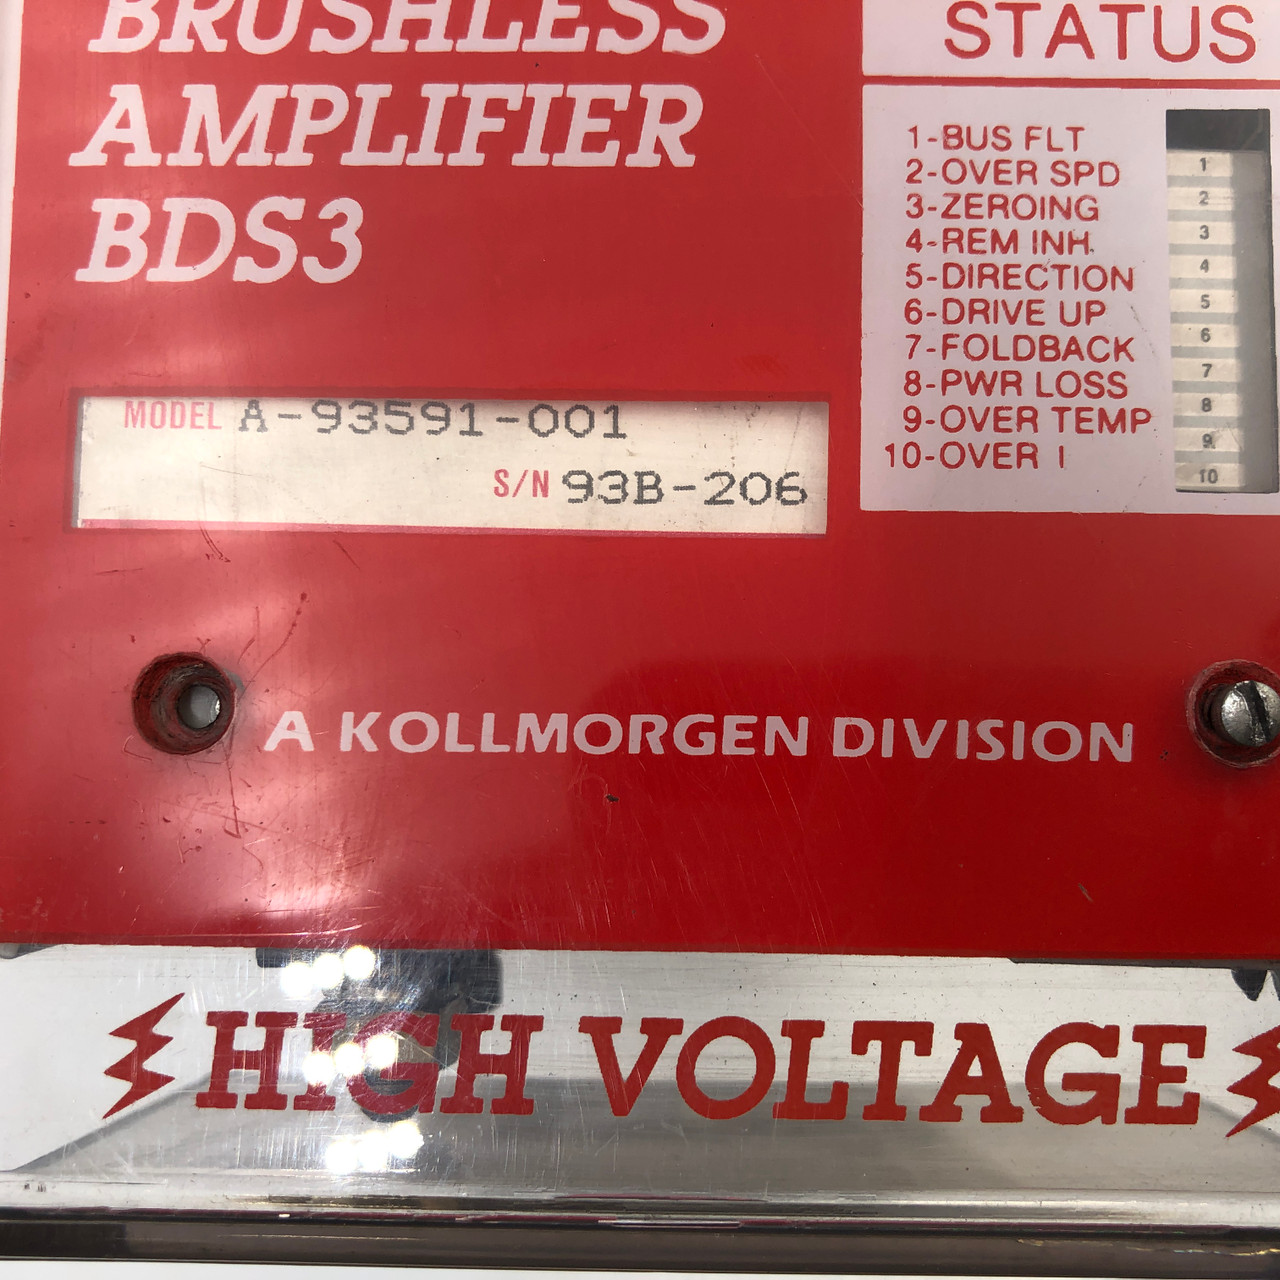 BRUSHLESS
AMPLIFIER
BDS3
MODEL A-93591-001
S/N 93B-206
STATUS
1-BUS FLT
2-OVER SPD
3-ZEROING
4-REM INH.
5-DIRECTION
6-DRIVE UP
7-FOLDBACK
8-PWR LOSS
9-OVER TEMP
10-OVER I
1
2
3
4
5
6
7
8
9
10
A KOLLMORGEN DIVISION
HIGH VOLTAGE